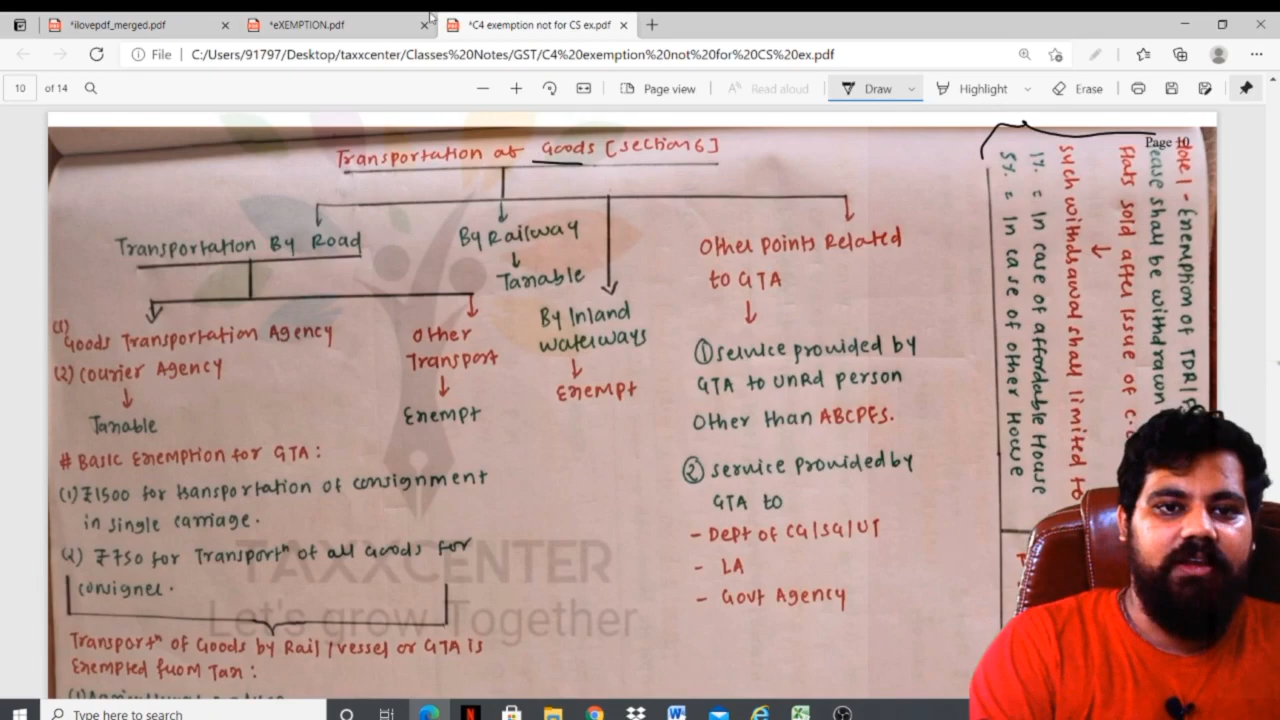 *ilovepdf_merged.pdf
*eXEMPTION.pdf
*C4 exemption not for CS ex.pdf
File
C:/Users/91797/Desktop/taxxcenter/Classes%20Notes/GST/C4%20exemption%20not%20for%20CS%20ex.pdf
10 of 14
Page view
Read aloud
Draw
Highlight
Erase
Page 10
Transportation of Goods [Section 6]
Transportation By Road
By Railway
Taxable
By Inland
waterways
Exempt
Other Points Related
to GTA
(1) Goods Transportation Agency
(2) Courier Agency
Taxable
Other
Transport
Exempt
# Basic Exemption for GTA:
(1) ₹1500 for transportation of consignment
in single carriage.
(2) ₹750 for Transportⁿ of all Goods for
consignee.
Transportⁿ of Goods by Rail/vessel or GTA is
Exempted from Tax:
① service provided by
GTA to UnRd person
Other than ABCPFS.
② service provided by
GTA to
- Dept of CG/SG/UT
- LA
- Govt Agency
Note 1 - Exemption of TDR
lease shall be withdrawn
flats sold after issue of C.C
such withdrawal shall limited to
1% = In case of affordable House
5% = In case of other House
TAXXCENTER
Let's grow Together
Type here to search